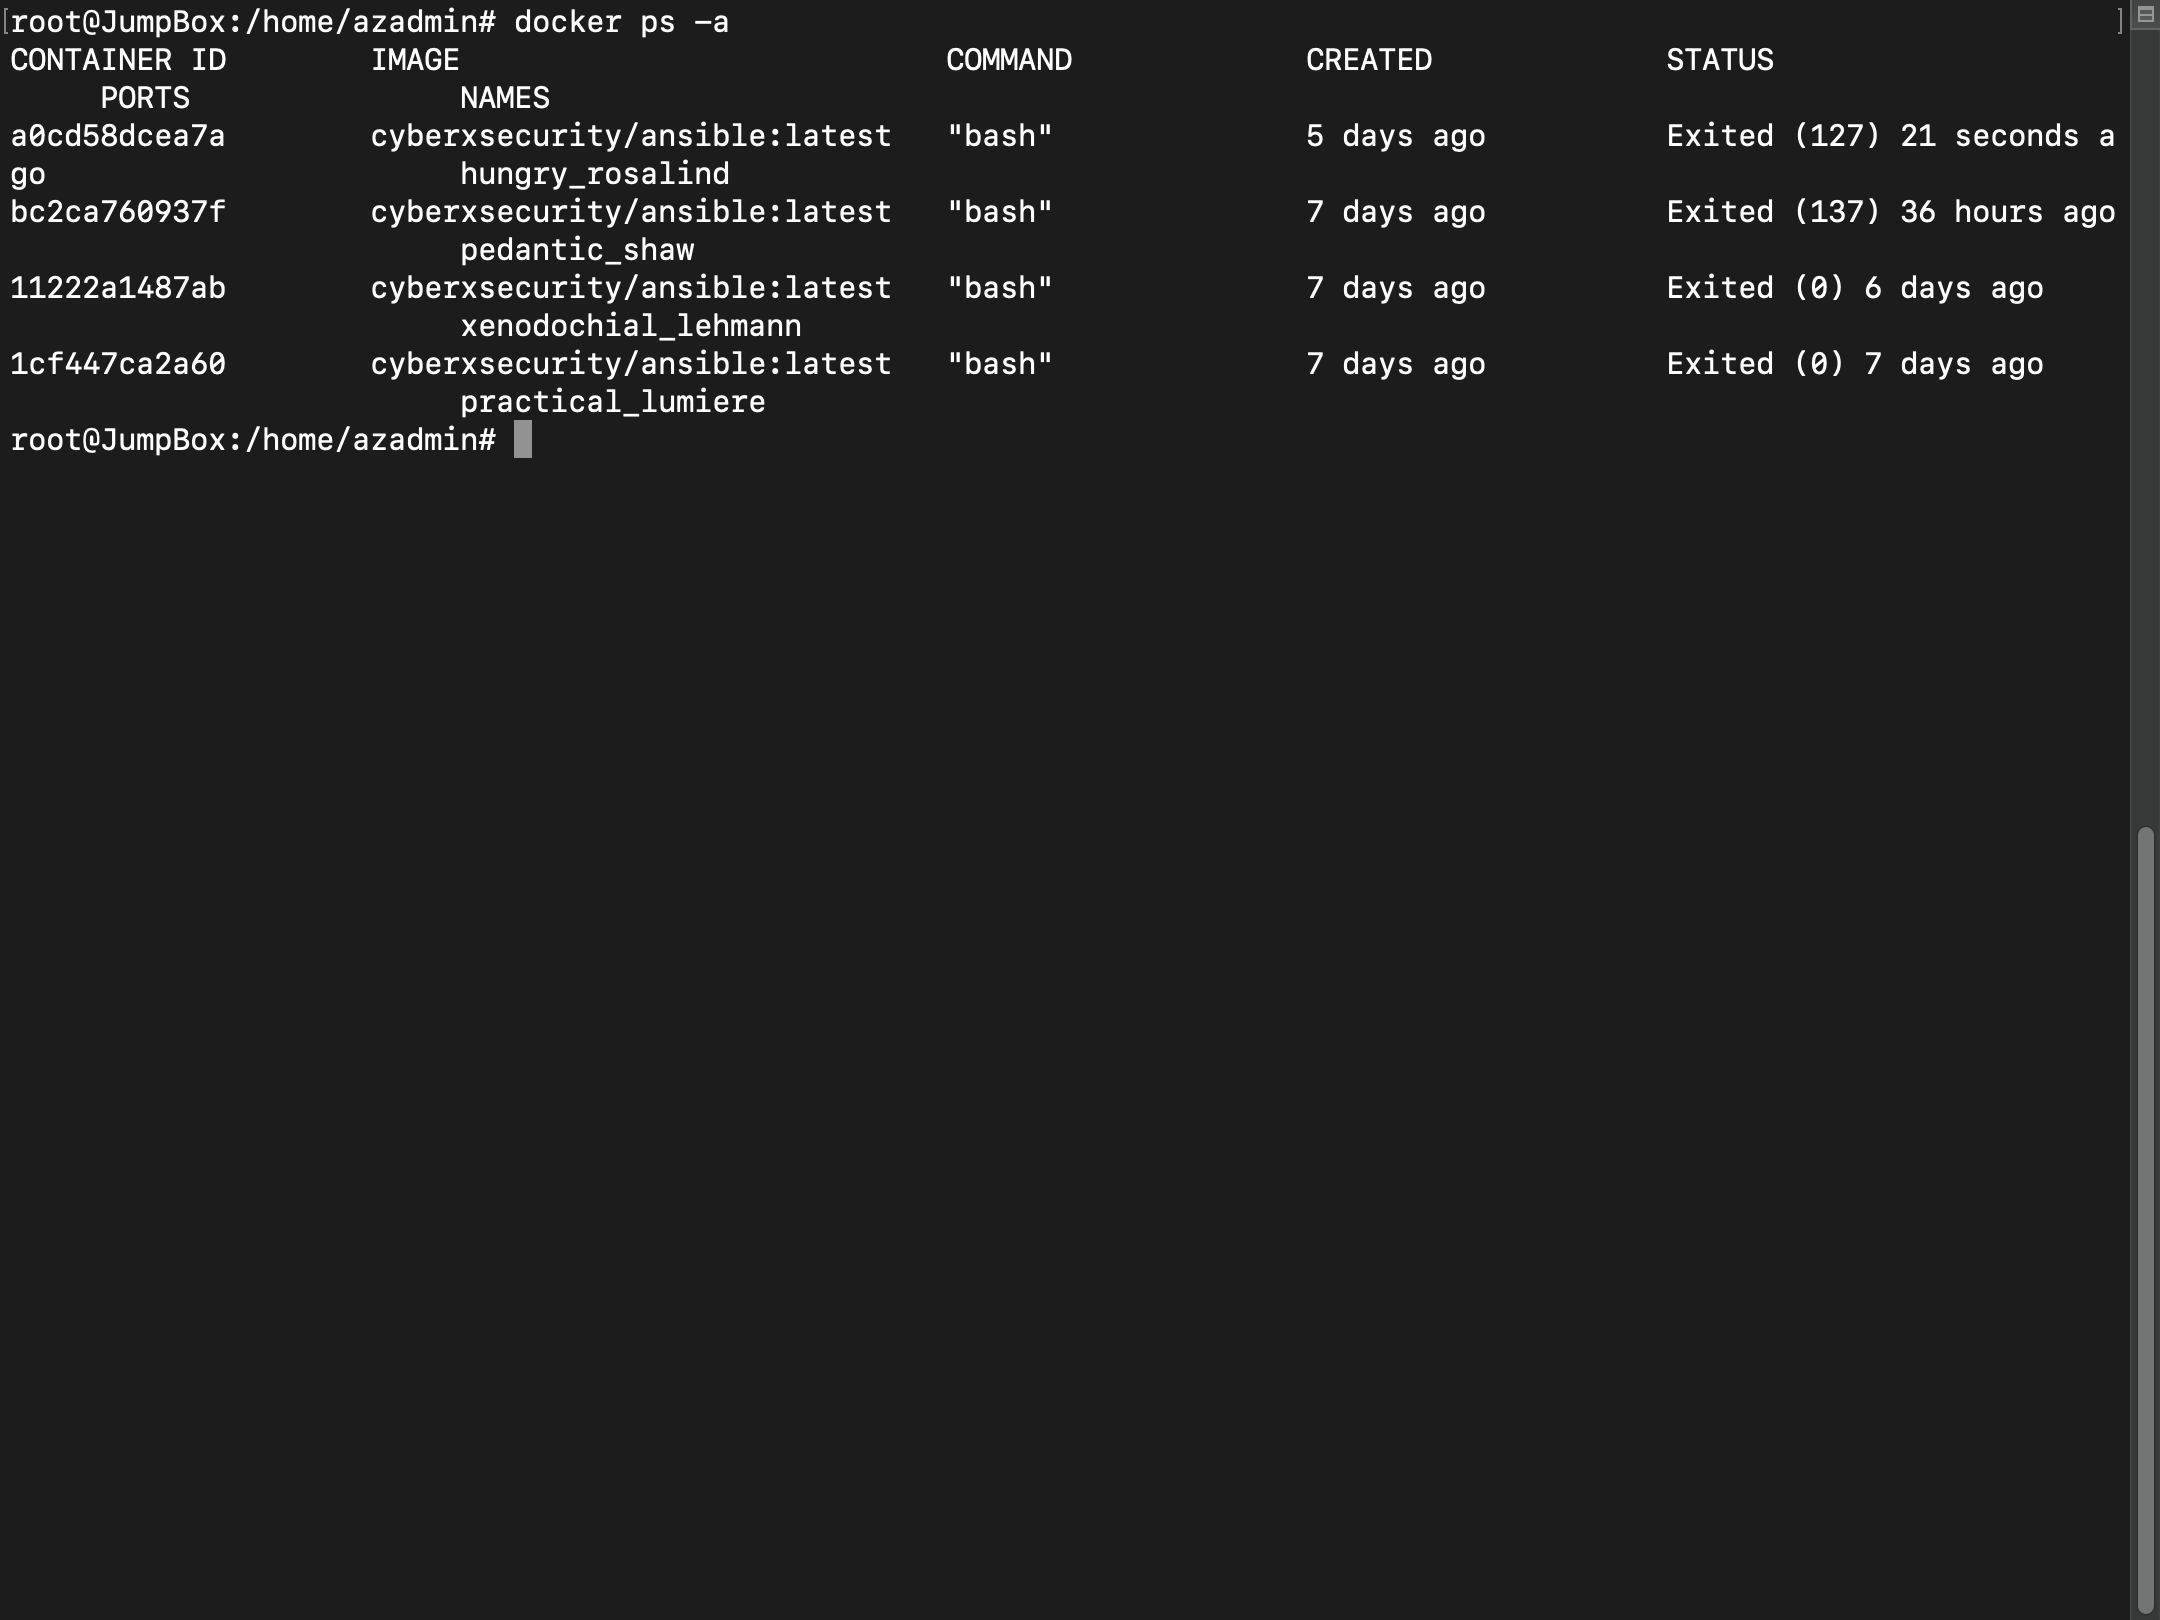 [root@JumpBox:/home/azadmin# docker ps -a ]
CONTAINER ID        IMAGE                           COMMAND             CREATED             STATUS
     PORTS               NAMES
a0cd58dcea7a        cyberxsecurity/ansible:latest   "bash"              5 days ago          Exited (127) 21 seconds a
go                       hungry_rosalind
bc2ca760937f        cyberxsecurity/ansible:latest   "bash"              7 days ago          Exited (137) 36 hours ago
                         pedantic_shaw
11222a1487ab        cyberxsecurity/ansible:latest   "bash"              7 days ago          Exited (0) 6 days ago
                         xenodochial_lehmann
1cf447ca2a60        cyberxsecurity/ansible:latest   "bash"              7 days ago          Exited (0) 7 days ago
                         practical_lumiere
root@JumpBox:/home/azadmin#